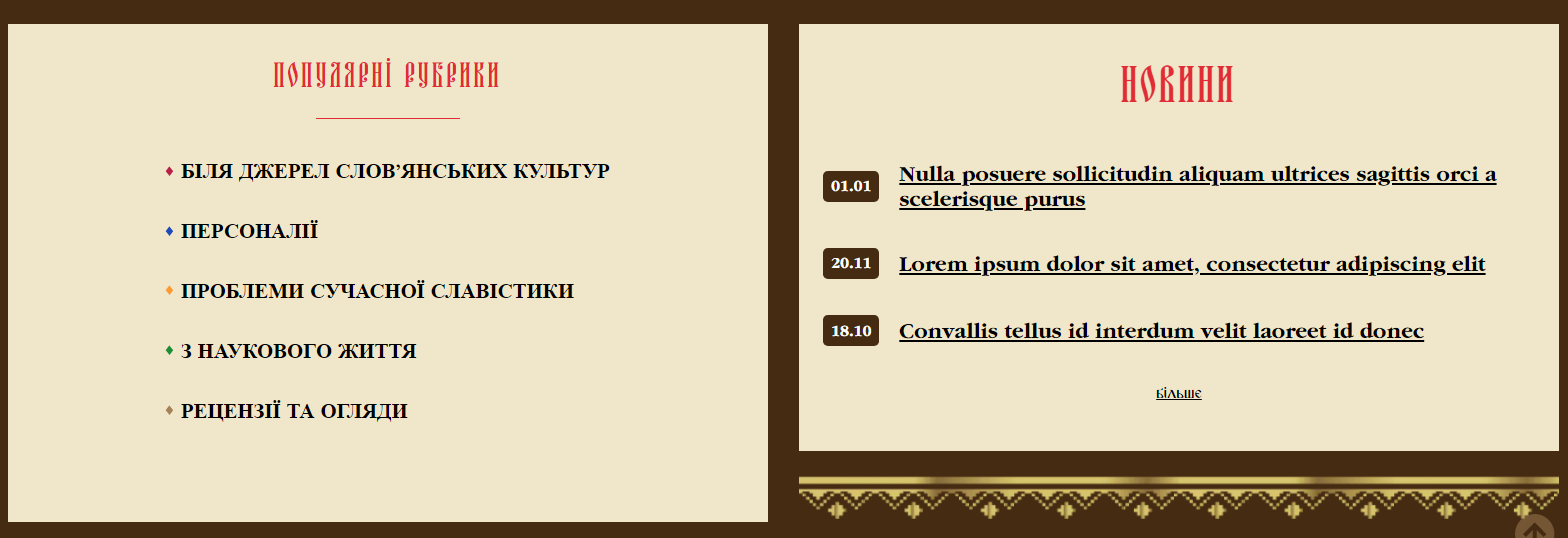 ПОПУЛЯРНІ РУБРИКИ
БІЛЯ ДЖЕРЕЛ СЛОВ’ЯНСЬКИХ КУЛЬТУР
ПЕРСОНАЛІЇ
ПРОБЛЕМИ СУЧАСНОЇ СЛАВІСТИКИ
З НАУКОВОГО ЖИТТЯ
РЕЦЕНЗІЇ ТА ОГЛЯДИ
НОВИНИ
01.01 Nulla posuere sollicitudin aliquam ultrices sagittis orci a
scelerisque purus
20.11 Lorem ipsum dolor sit amet, consectetur adipiscing elit
18.10 Convallis tellus id interdum velit laoreet id donec
більше